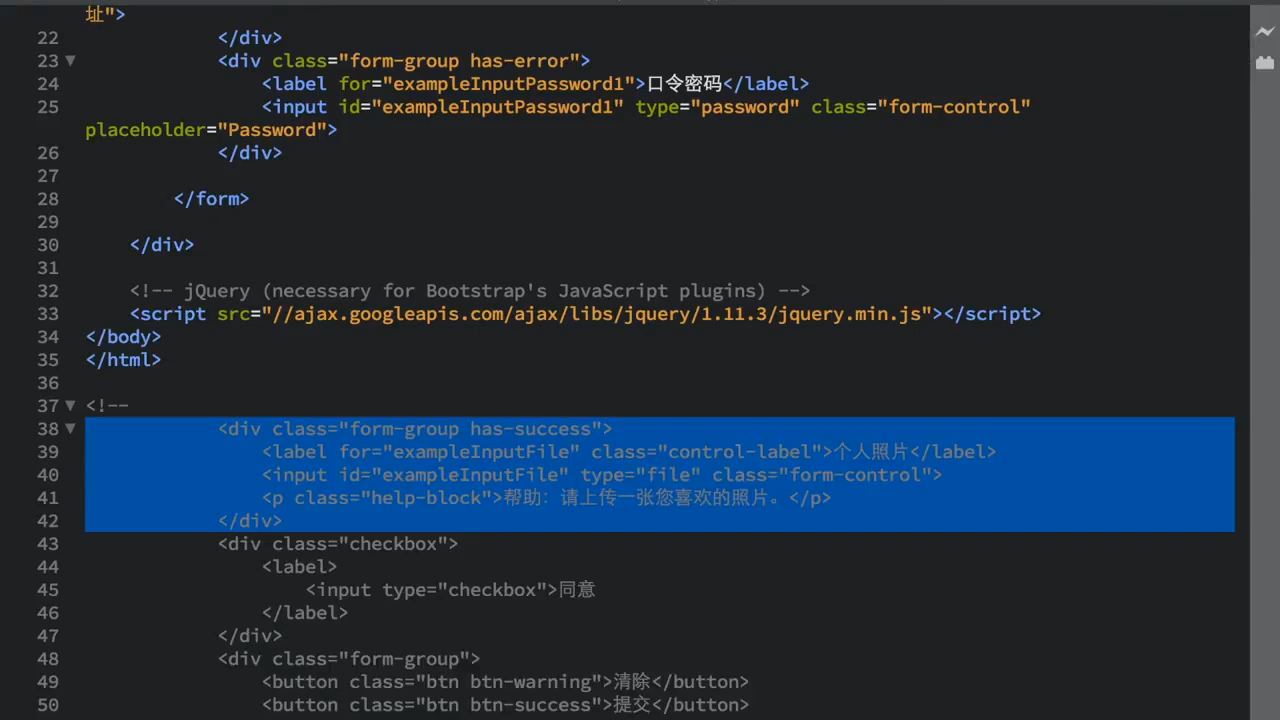 址">
22 </div>
23 <div class="form-group has-error">
24 <label for="exampleInputPassword1">口令密码</label>
25 <input id="exampleInputPassword1" type="password" class="form-control"
placeholder="Password">
26 </div>
27
28 </form>
29
30 </div>
31
32 <!-- jQuery (necessary for Bootstrap's JavaScript plugins) -->
33 <script src="//ajax.googleapis.com/ajax/libs/jquery/1.11.3/jquery.min.js"></script>
34 </body>
35 </html>
36
37 <!--
38 <div class="form-group has-success">
39 <label for="exampleInputFile" class="control-label">个人照片</label>
40 <input id="exampleInputFile" type="file" class="form-control">
41 <p class="help-block">帮助：请上传一张您喜欢的照片。</p>
42 </div>
43 <div class="checkbox">
44 <label>
45 <input type="checkbox">同意
46 </label>
47 </div>
48 <div class="form-group">
49 <button class="btn btn-warning">清除</button>
50 <button class="btn btn-success">提交</button>